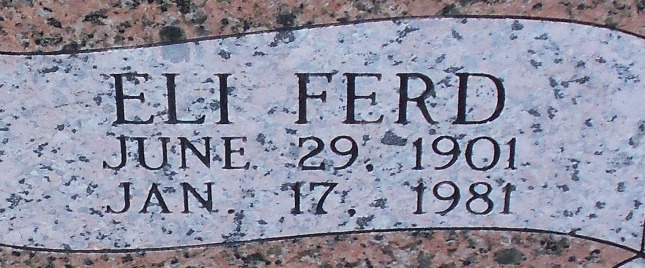 ELI FERD
JUNE 29, 1901
JAN. 17, 1981